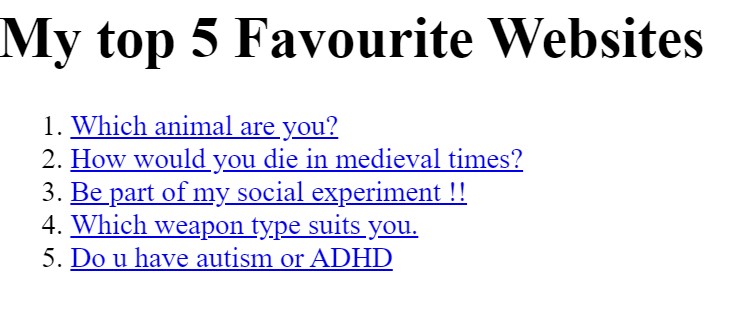 My top 5 Favourite Websites
1. Which animal are you?
2. How would you die in medieval times?
3. Be part of my social experiment !!
4. Which weapon type suits you.
5. Do u have autism or ADHD